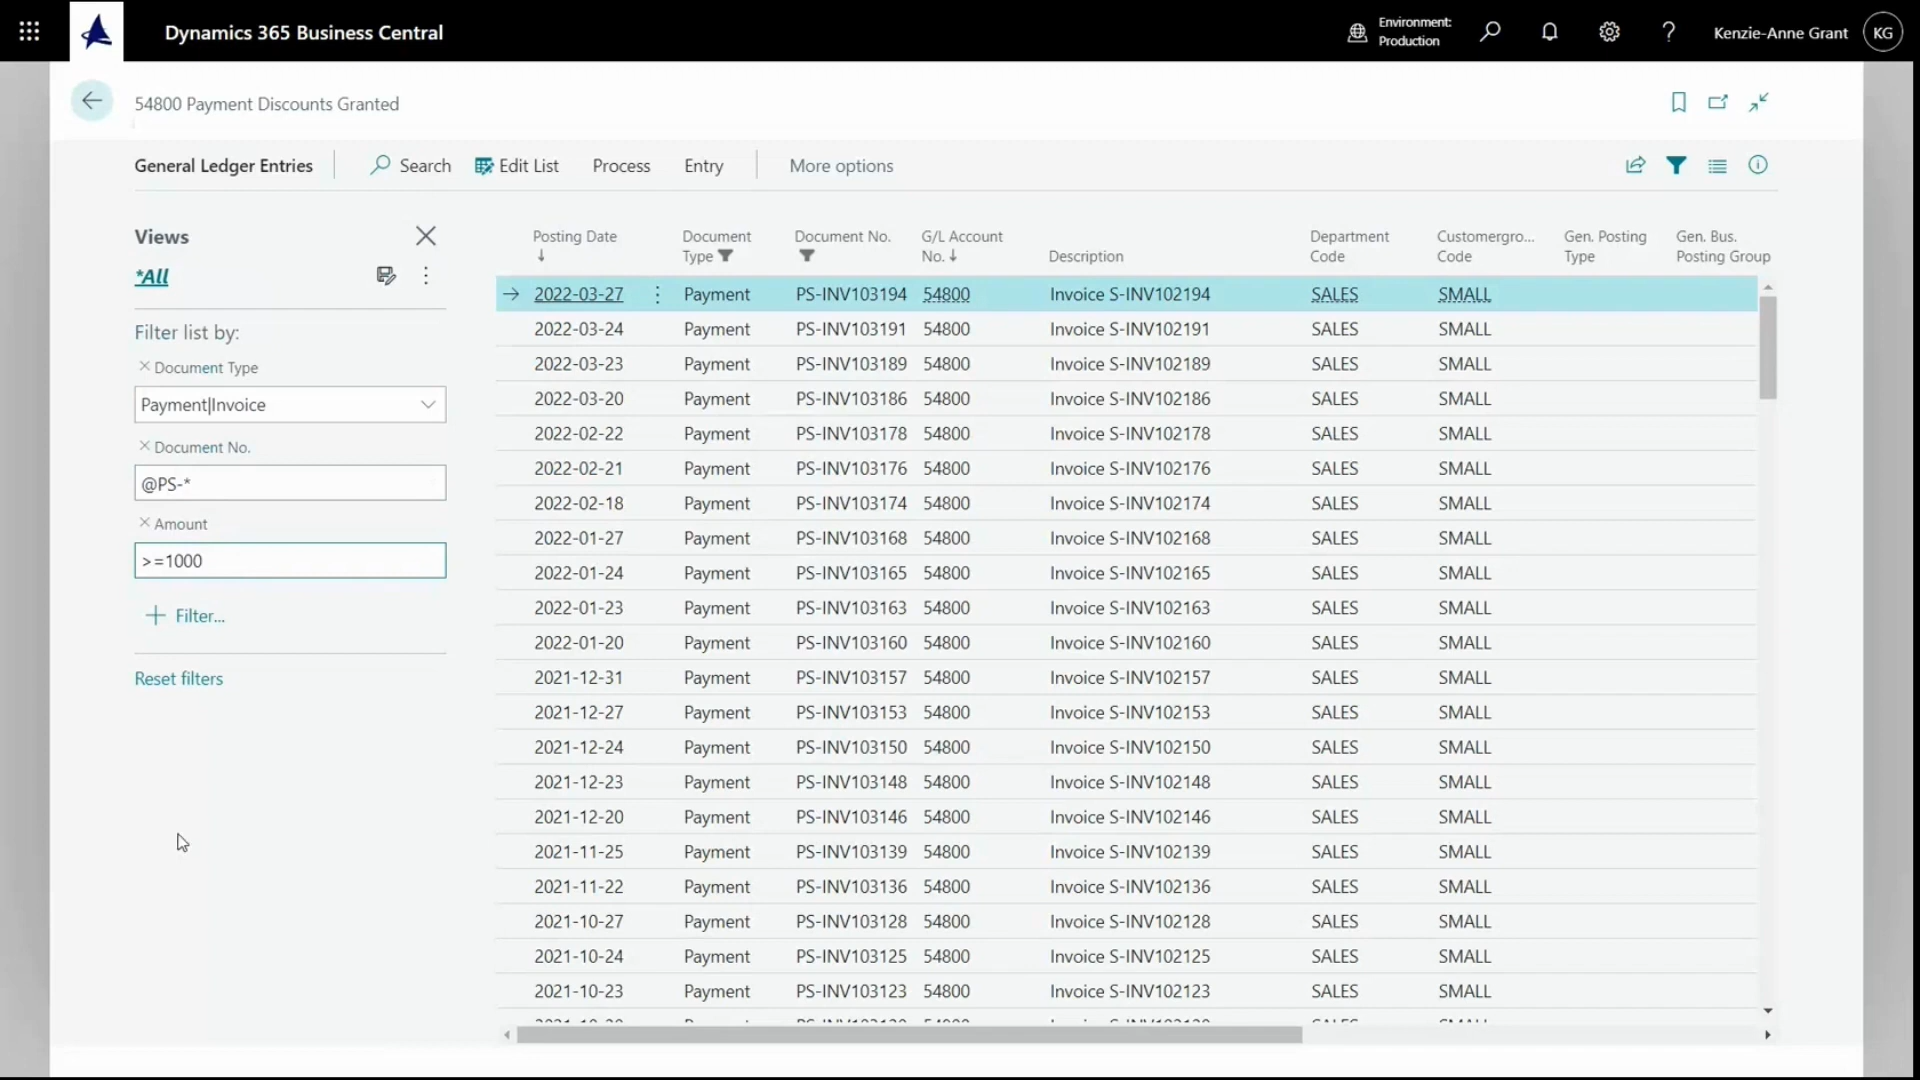 Dynamics 365 Business Central
Environment:
Production
Kenzie-Anne Grant
KG
54800 Payment Discounts Granted
General Ledger Entries
Search
Edit List
Process
Entry
More options
Views
*All
Filter list by:
Document Type
Payment|Invoice
Document No.
@PS-*
Amount
>=1000
Filter...
Reset filters
Posting Date ↓ Document Type Document No. G/L Account No. ↓ Description Department Code Customergro... Code Gen. Posting Type Gen. Bus. Posting Group
2022-03-27 Payment PS-INV103194 54800 Invoice S-INV102194 SALES SMALL
2022-03-24 Payment PS-INV103191 54800 Invoice S-INV102191 SALES SMALL
2022-03-23 Payment PS-INV103189 54800 Invoice S-INV102189 SALES SMALL
2022-03-20 Payment PS-INV103186 54800 Invoice S-INV102186 SALES SMALL
2022-02-22 Payment PS-INV103178 54800 Invoice S-INV102178 SALES SMALL
2022-02-21 Payment PS-INV103176 54800 Invoice S-INV102176 SALES SMALL
2022-02-18 Payment PS-INV103174 54800 Invoice S-INV102174 SALES SMALL
2022-01-27 Payment PS-INV103168 54800 Invoice S-INV102168 SALES SMALL
2022-01-24 Payment PS-INV103165 54800 Invoice S-INV102165 SALES SMALL
2022-01-23 Payment PS-INV103163 54800 Invoice S-INV102163 SALES SMALL
2022-01-20 Payment PS-INV103160 54800 Invoice S-INV102160 SALES SMALL
2021-12-31 Payment PS-INV103157 54800 Invoice S-INV102157 SALES SMALL
2021-12-27 Payment PS-INV103153 54800 Invoice S-INV102153 SALES SMALL
2021-12-24 Payment PS-INV103150 54800 Invoice S-INV102150 SALES SMALL
2021-12-23 Payment PS-INV103148 54800 Invoice S-INV102148 SALES SMALL
2021-12-20 Payment PS-INV103146 54800 Invoice S-INV102146 SALES SMALL
2021-11-25 Payment PS-INV103139 54800 Invoice S-INV102139 SALES SMALL
2021-11-22 Payment PS-INV103136 54800 Invoice S-INV102136 SALES SMALL
2021-10-27 Payment PS-INV103128 54800 Invoice S-INV102128 SALES SMALL
2021-10-24 Payment PS-INV103125 54800 Invoice S-INV102125 SALES SMALL
2021-10-23 Payment PS-INV103123 54800 Invoice S-INV102123 SALES SMALL